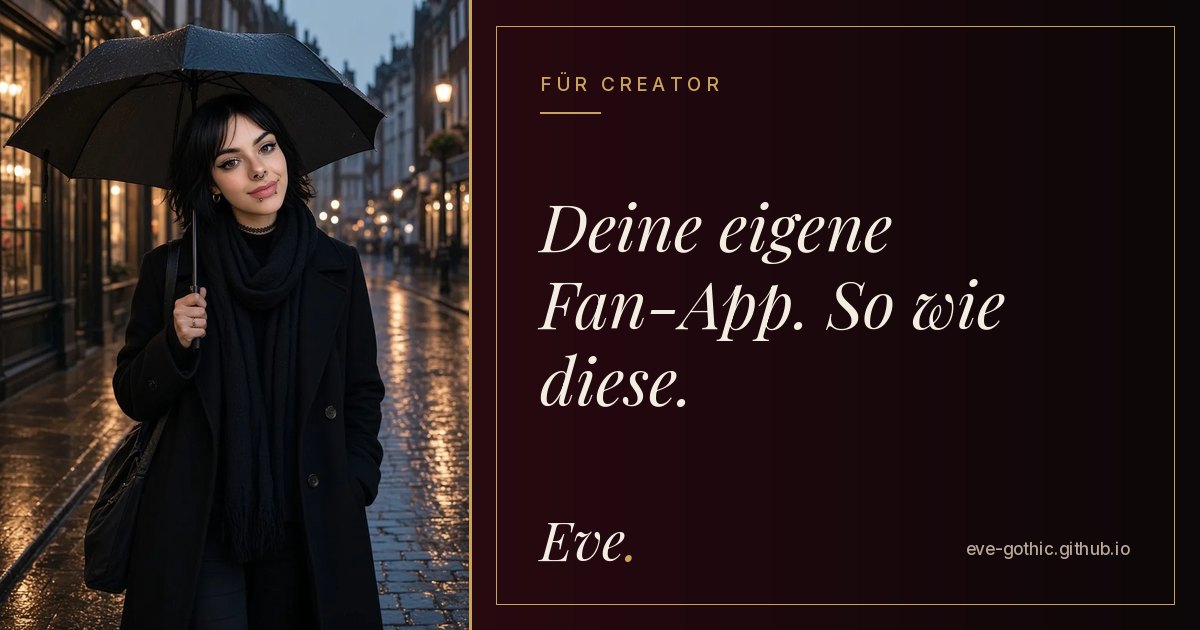 FÜR CREATOR
Deine eigene
Fan-App. So wie
diese.
Eve.
eve-gothic.github.io